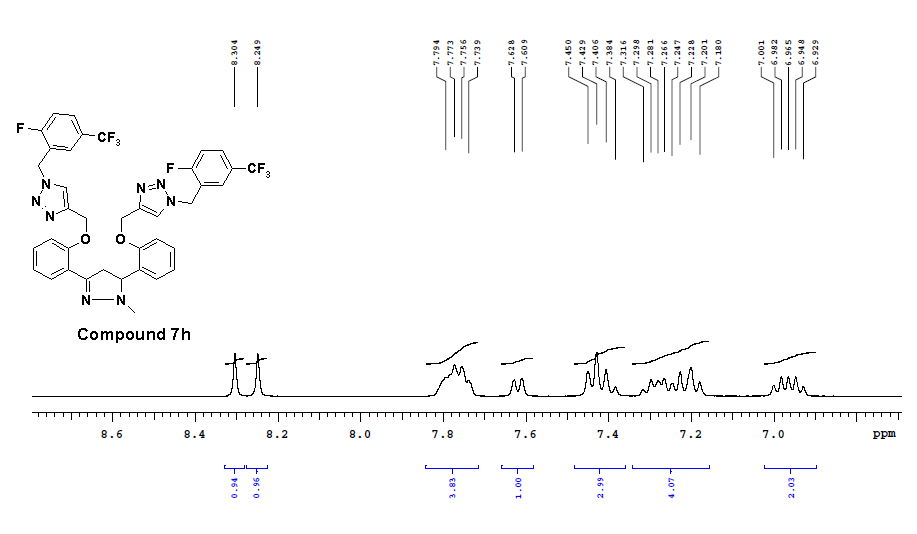 8.304
8.249
7.794
7.773
7.756
7.739
7.628
7.609
7.450
7.429
7.406
7.384
7.316
7.298
7.281
7.266
7.247
7.228
7.201
7.180
7.001
6.982
6.965
6.948
6.929
F
CF3
N
N
N
O
F
CF3
N
N
N
O
N
N
Compound 7h
8.6 8.4 8.2 8.0 7.8 7.6 7.4 7.2 7.0 ppm
0.94
0.96
3.83
1.00
2.99
4.07
2.03